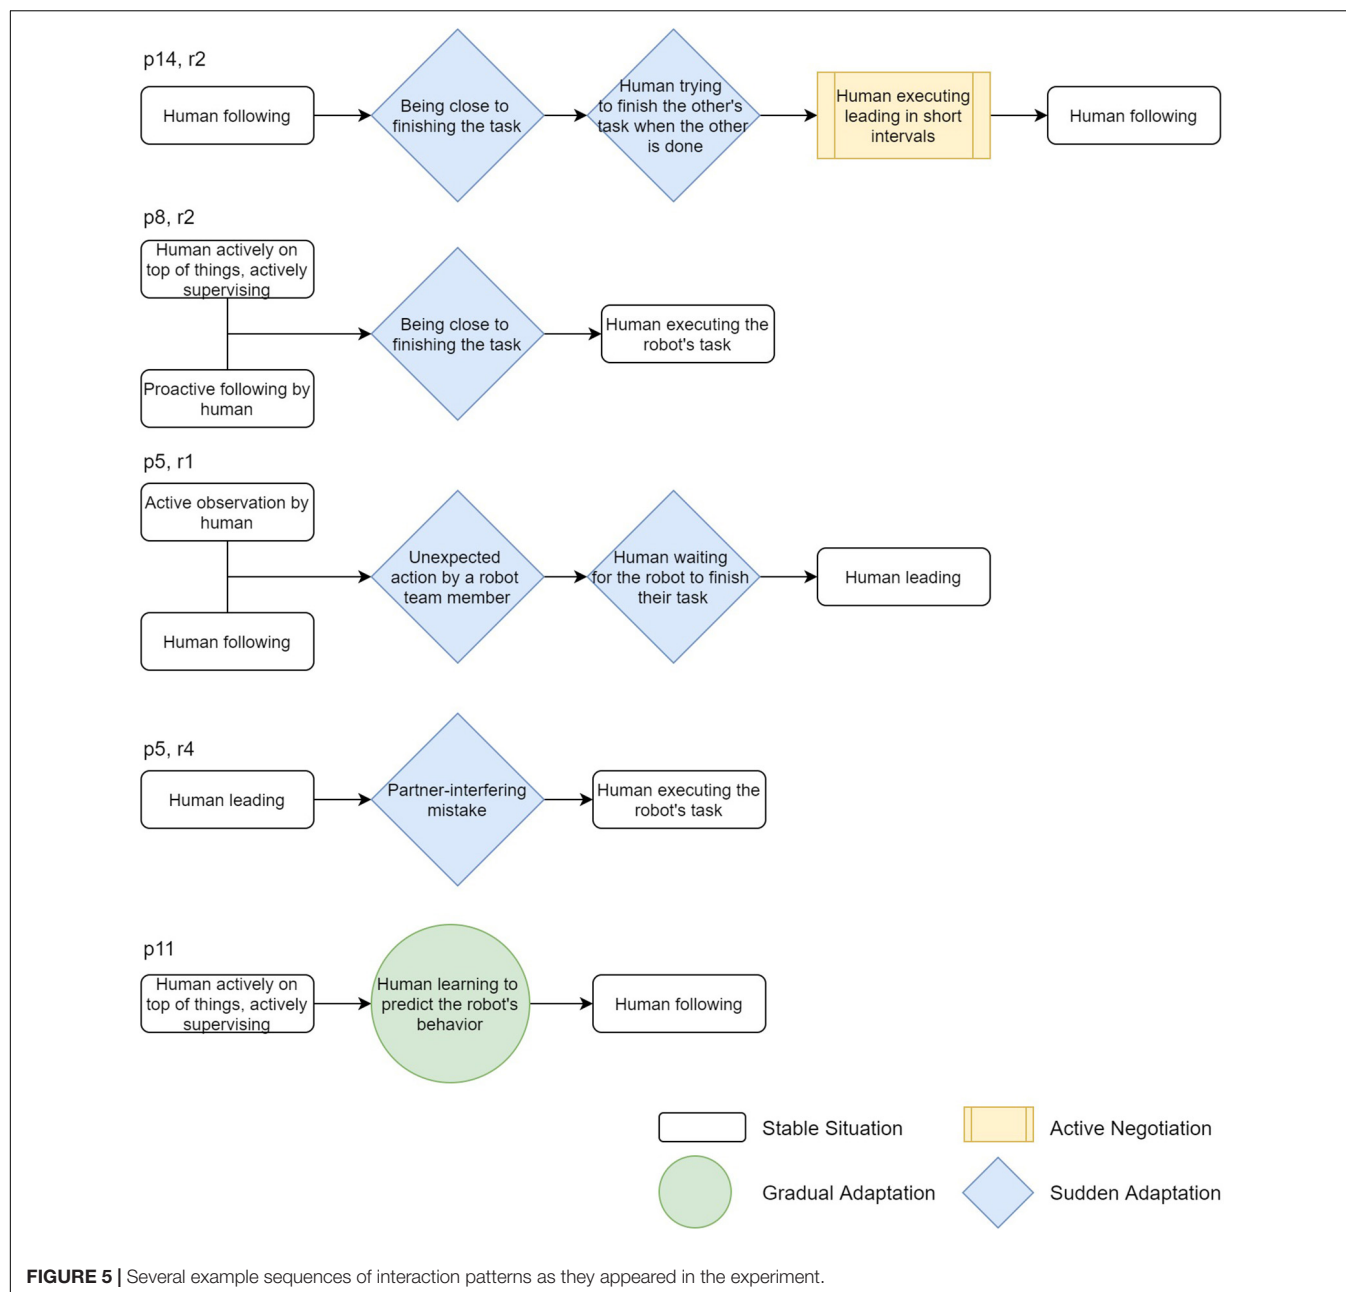 p14, r2
Human following
Being close to
finishing the task
Human trying
to finish the other's
task when the other
is done
Human executing
leading in short
intervals
Human following
p8, r2
Human actively on
top of things, actively
supervising
Proactive following by
human
Being close to
finishing the task
Human executing the
robot's task
p5, r1
Active observation by
human
Human following
Unexpected
action by a robot
team member
Human waiting
for the robot to finish
their task
Human leading
p5, r4
Human leading
Partner-interfering
mistake
Human executing the
robot's task
p11
Human actively on
top of things, actively
supervising
Human learning to
predict the robot's
behavior
Human following
Stable Situation
Active Negotiation
Gradual Adaptation
Sudden Adaptation
FIGURE 5 | Several example sequences of interaction patterns as they appeared in the experiment.